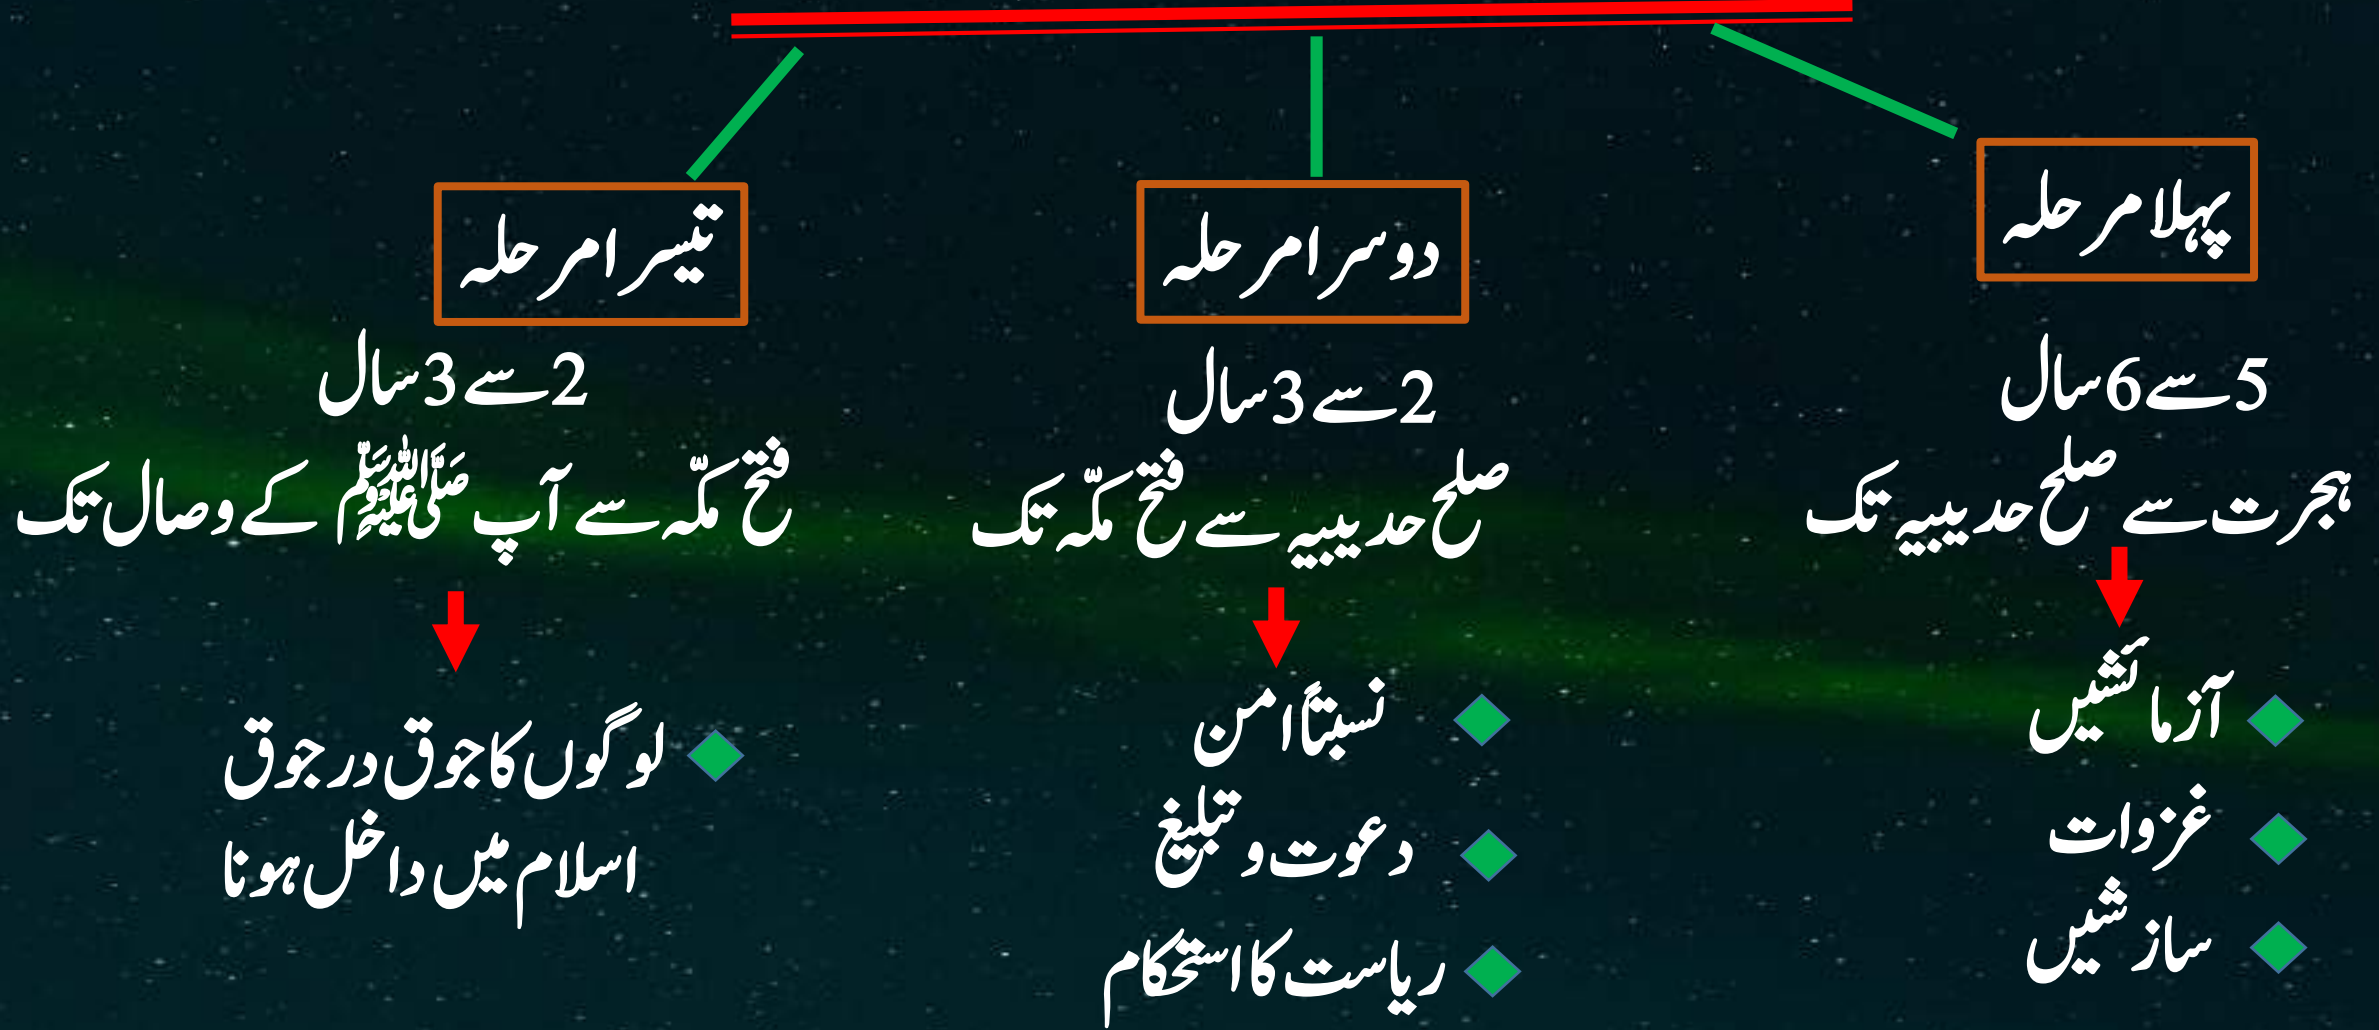 پہلا مرحلہ
5 سے 6 سال
ہجرت سے صلح حدیبیہ تک
آزمائشیں
غزوات
سازشیں
دوسرا مرحلہ
2 سے 3 سال
صلح حدیبیہ سے فتح مکّہ تک
نسبتاً امن
دعوت و تبلیغ
ریاست کا استحکام
تیسرا مرحلہ
2 سے 3 سال
فتح مکّہ سے آپ ﷺ کے وصال تک
لوگوں کا جوق در جوق
اسلام میں داخل ہونا